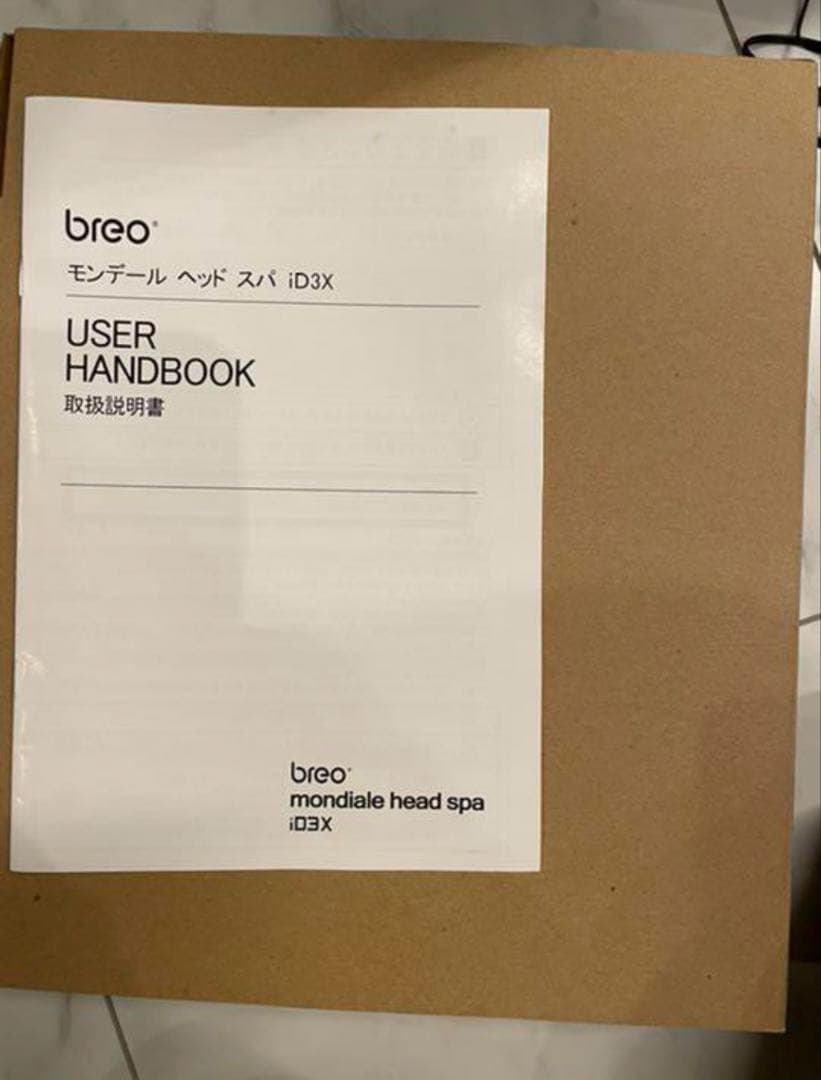 breo®
モンデール ヘッド スパ iD3X
USER
HANDBOOK
取扱説明書
breo®
mondiale head spa
iD3X